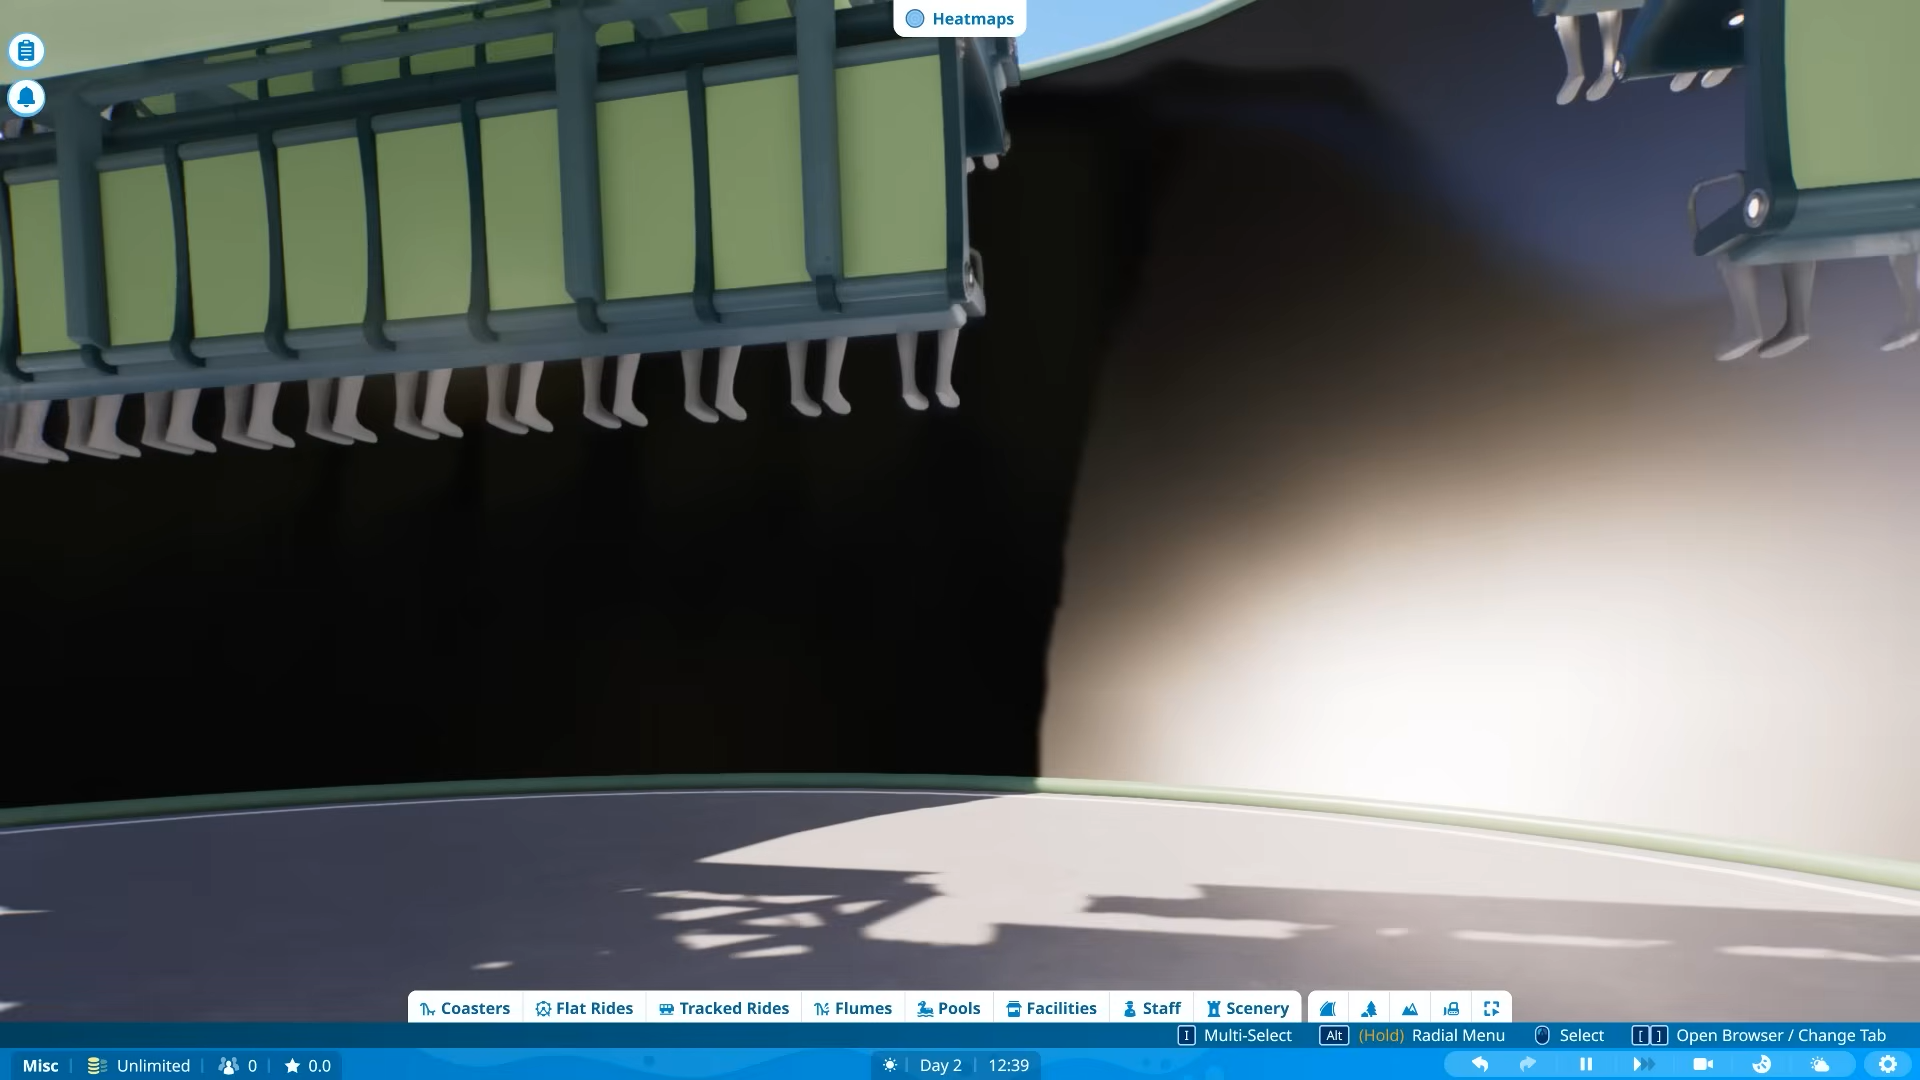 Heatmaps
Coasters Flat Rides Tracked Rides Flumes Pools Facilities Staff Scenery
I Multi-Select Alt (Hold) Radial Menu Select [ ] Open Browser / Change Tab
Misc Unlimited 0 0.0 Day 2 12:39